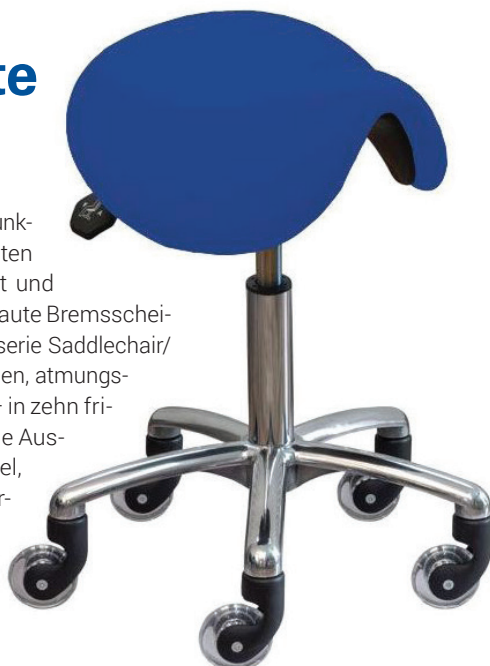 te
unk-
ten
t und
aute Bremsschei-
serie Saddlechair/
en, atmungs-
- in zehn fri-
e Aus-
el,
r-